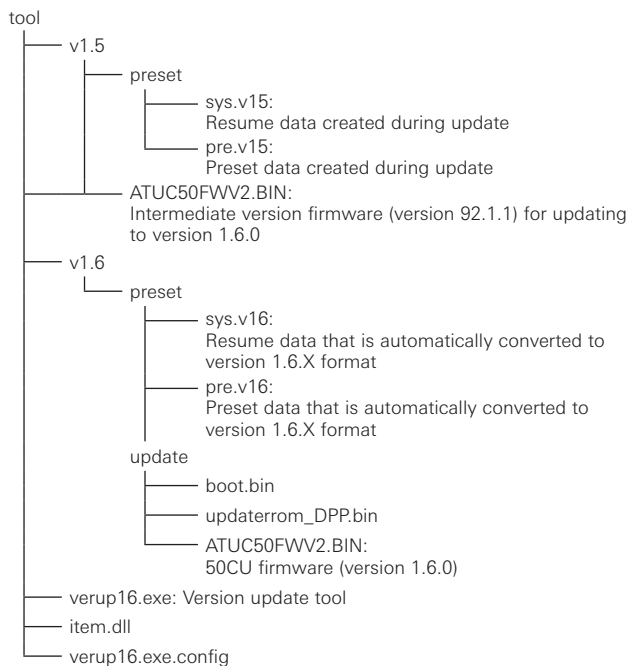 tool
v1.5
preset
sys.v15:
Resume data created during update
pre.v15:
Preset data created during update
ATUC50FWV2.BIN:
Intermediate version firmware (version 92.1.1) for updating
to version 1.6.0
v1.6
preset
sys.v16:
Resume data that is automatically converted to
version 1.6.X format
pre.v16:
Preset data that is automatically converted to
version 1.6.X format
update
boot.bin
updaterrom_DPP.bin
ATUC50FWV2.BIN:
50CU firmware (version 1.6.0)
verup16.exe: Version update tool
item.dll
verup16.exe.config